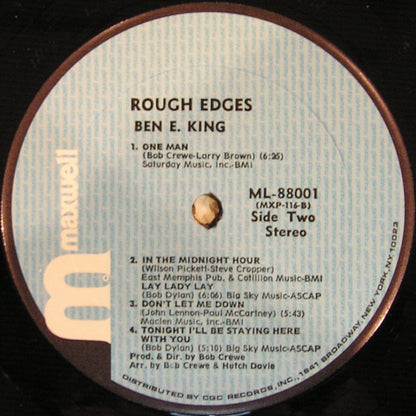 ROUGH EDGES
BEN E. KING
1. ONE MAN
(Bob Crewe-Larry Brown) (6:25)
Saturday Music, Inc.-BMI
ML-88001
(MXP-116-B)
Side Two
Stereo
maxwell
m
2. IN THE MIDNIGHT HOUR
(Wilson Pickett-Steve Cropper)
East Memphis Pub. & Cotillion Music-BMI
LAY LADY LAY
(Bob Dylan) (6:06) Big Sky Music-ASCAP
3. DON'T LET ME DOWN
(John Lennon-Paul McCartney) (5:43)
Maclen Music, Inc.-BMI
4. TONIGHT I'LL BE STAYING HERE
WITH YOU
(Bob Dylan) (5:10) Big Sky Music-ASCAP
Prod. & Dir. by Bob Crewe
Arr. by Bob Crewe & Hutch Davie
DISTRIBUTED BY CGC RECORDS, INC., 1841 BROADWAY, NEW YORK, NY 10023